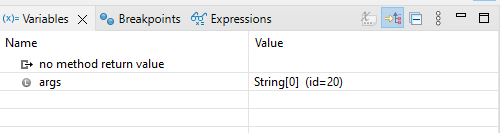 (x)= Variables Breakpoints Expressions
Name Value
no method return value
args String[0] (id=20)